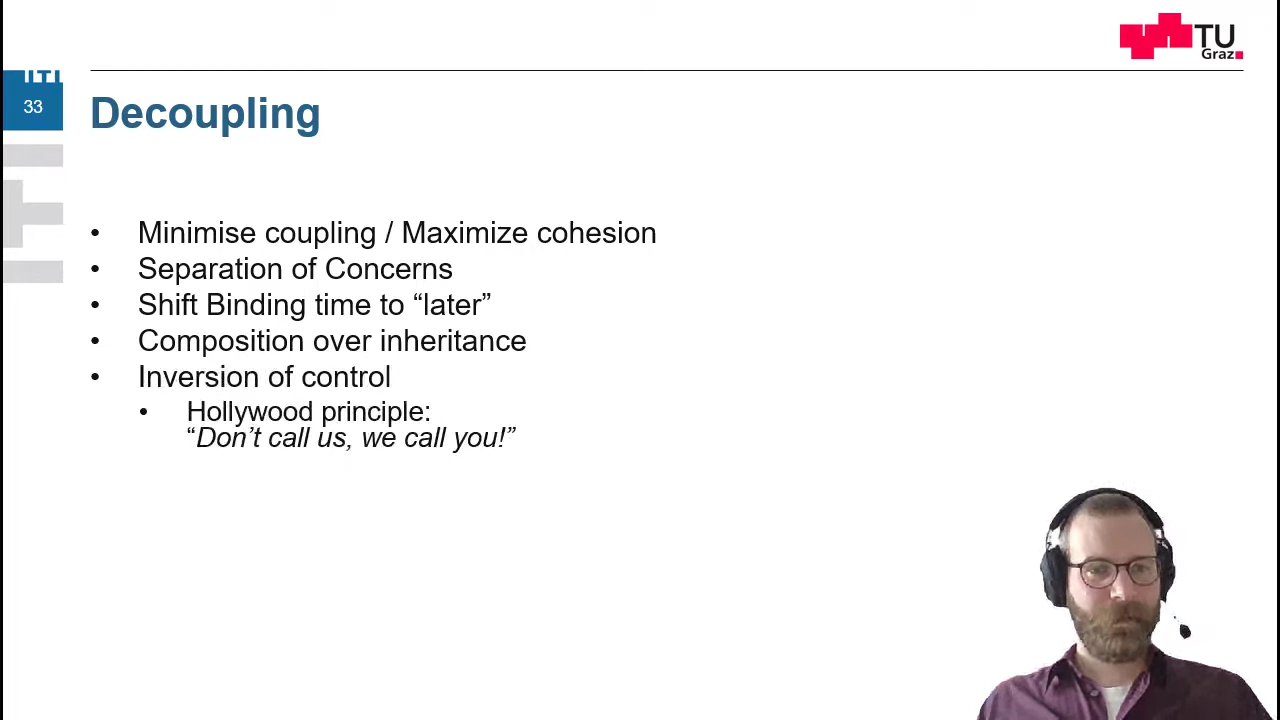 TU
Graz
33
Decoupling
• Minimise coupling / Maximize cohesion
• Separation of Concerns
• Shift Binding time to “later”
• Composition over inheritance
• Inversion of control
• Hollywood principle:
“Don’t call us, we call you!”